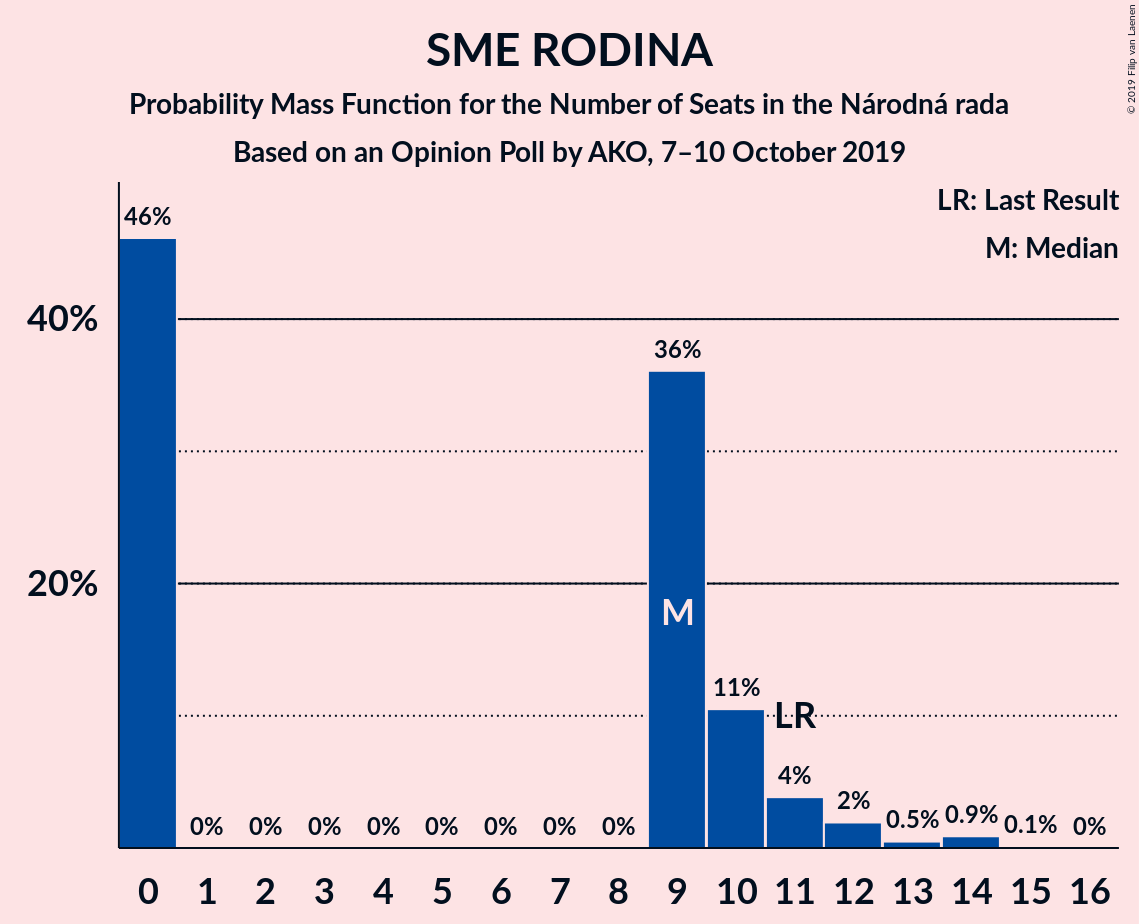 SME RODINA
Probability Mass Function for the Number of Seats in the Národná rada
Based on an Opinion Poll by AKO, 7–10 October 2019
© 2019 Filip van Laenen
LR: Last Result
M: Median
46%
40%
36%
20%
M
11%
LR
4%
2%
0% 0% 0% 0% 0% 0% 0% 0% 0.5% 0.9% 0.1% 0%
0 1 2 3 4 5 6 7 8 9 10 11 12 13 14 15 16